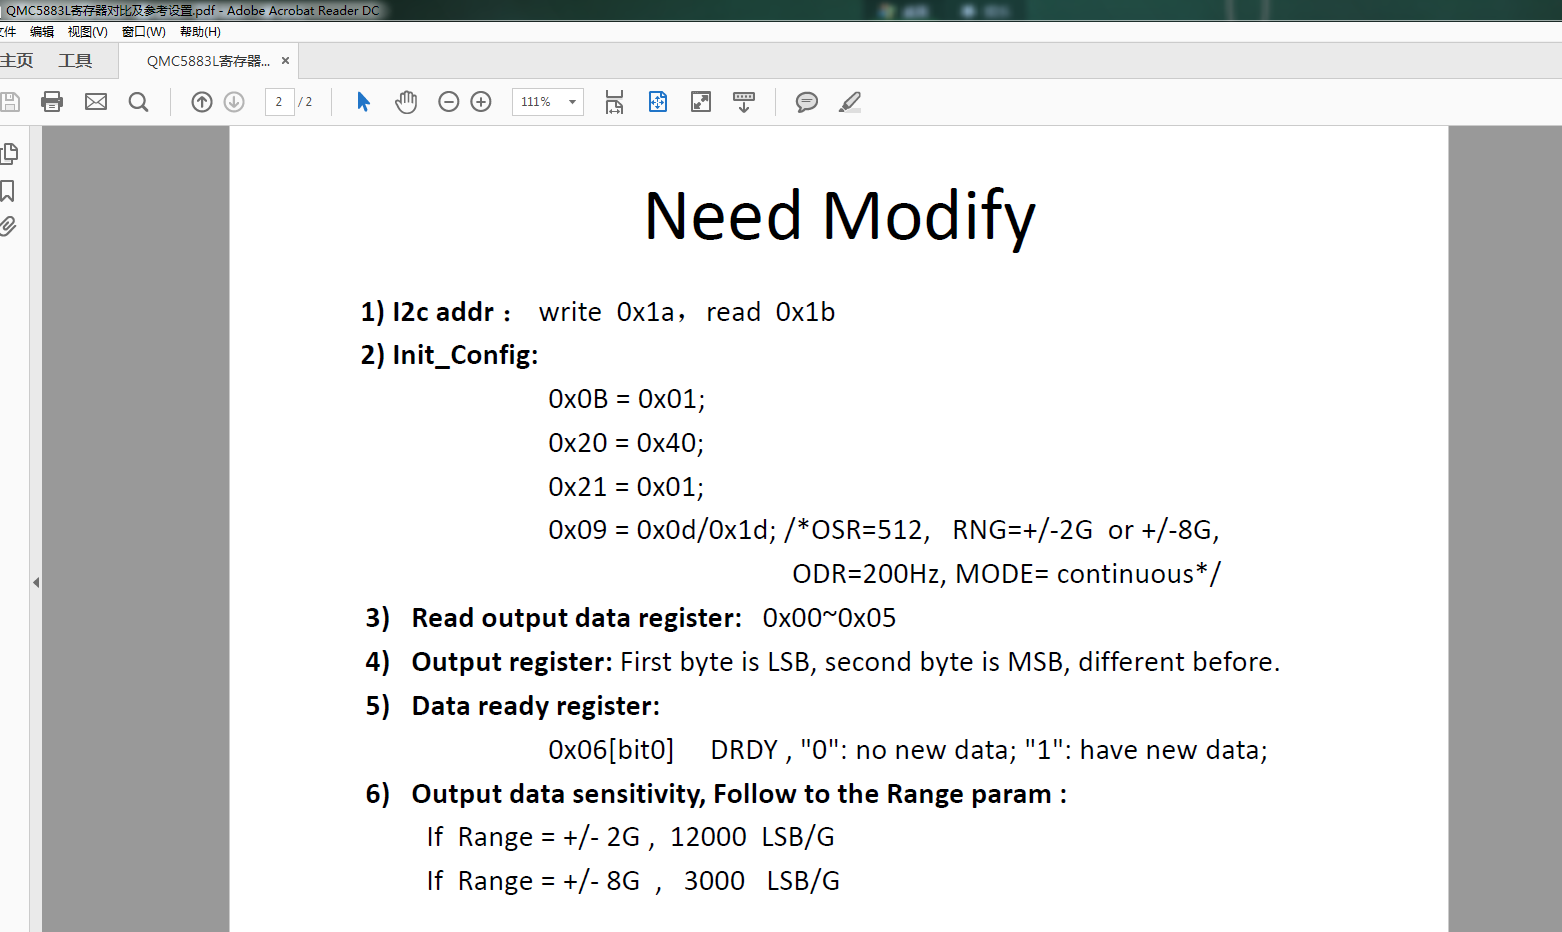 QMC5883L寄存器对比及参考设置.pdf - Adobe Acrobat Reader DC
编辑 视图(V) 窗口(W) 帮助(H)
主页 工具 QMC5883L寄存器... ×
2 / 2 111%
Need Modify
1) I2c addr： write 0x1a，read 0x1b
2) Init_Config:
0x0B = 0x01;
0x20 = 0x40;
0x21 = 0x01;
0x09 = 0x0d/0x1d; /*OSR=512, RNG=+/-2G or +/-8G,
ODR=200Hz, MODE= continuous*/
3) Read output data register: 0x00~0x05
4) Output register: First byte is LSB, second byte is MSB, different before.
5) Data ready register:
0x06[bit0] DRDY , "0": no new data; "1": have new data;
6) Output data sensitivity, Follow to the Range param :
If Range = +/- 2G , 12000 LSB/G
If Range = +/- 8G , 3000 LSB/G